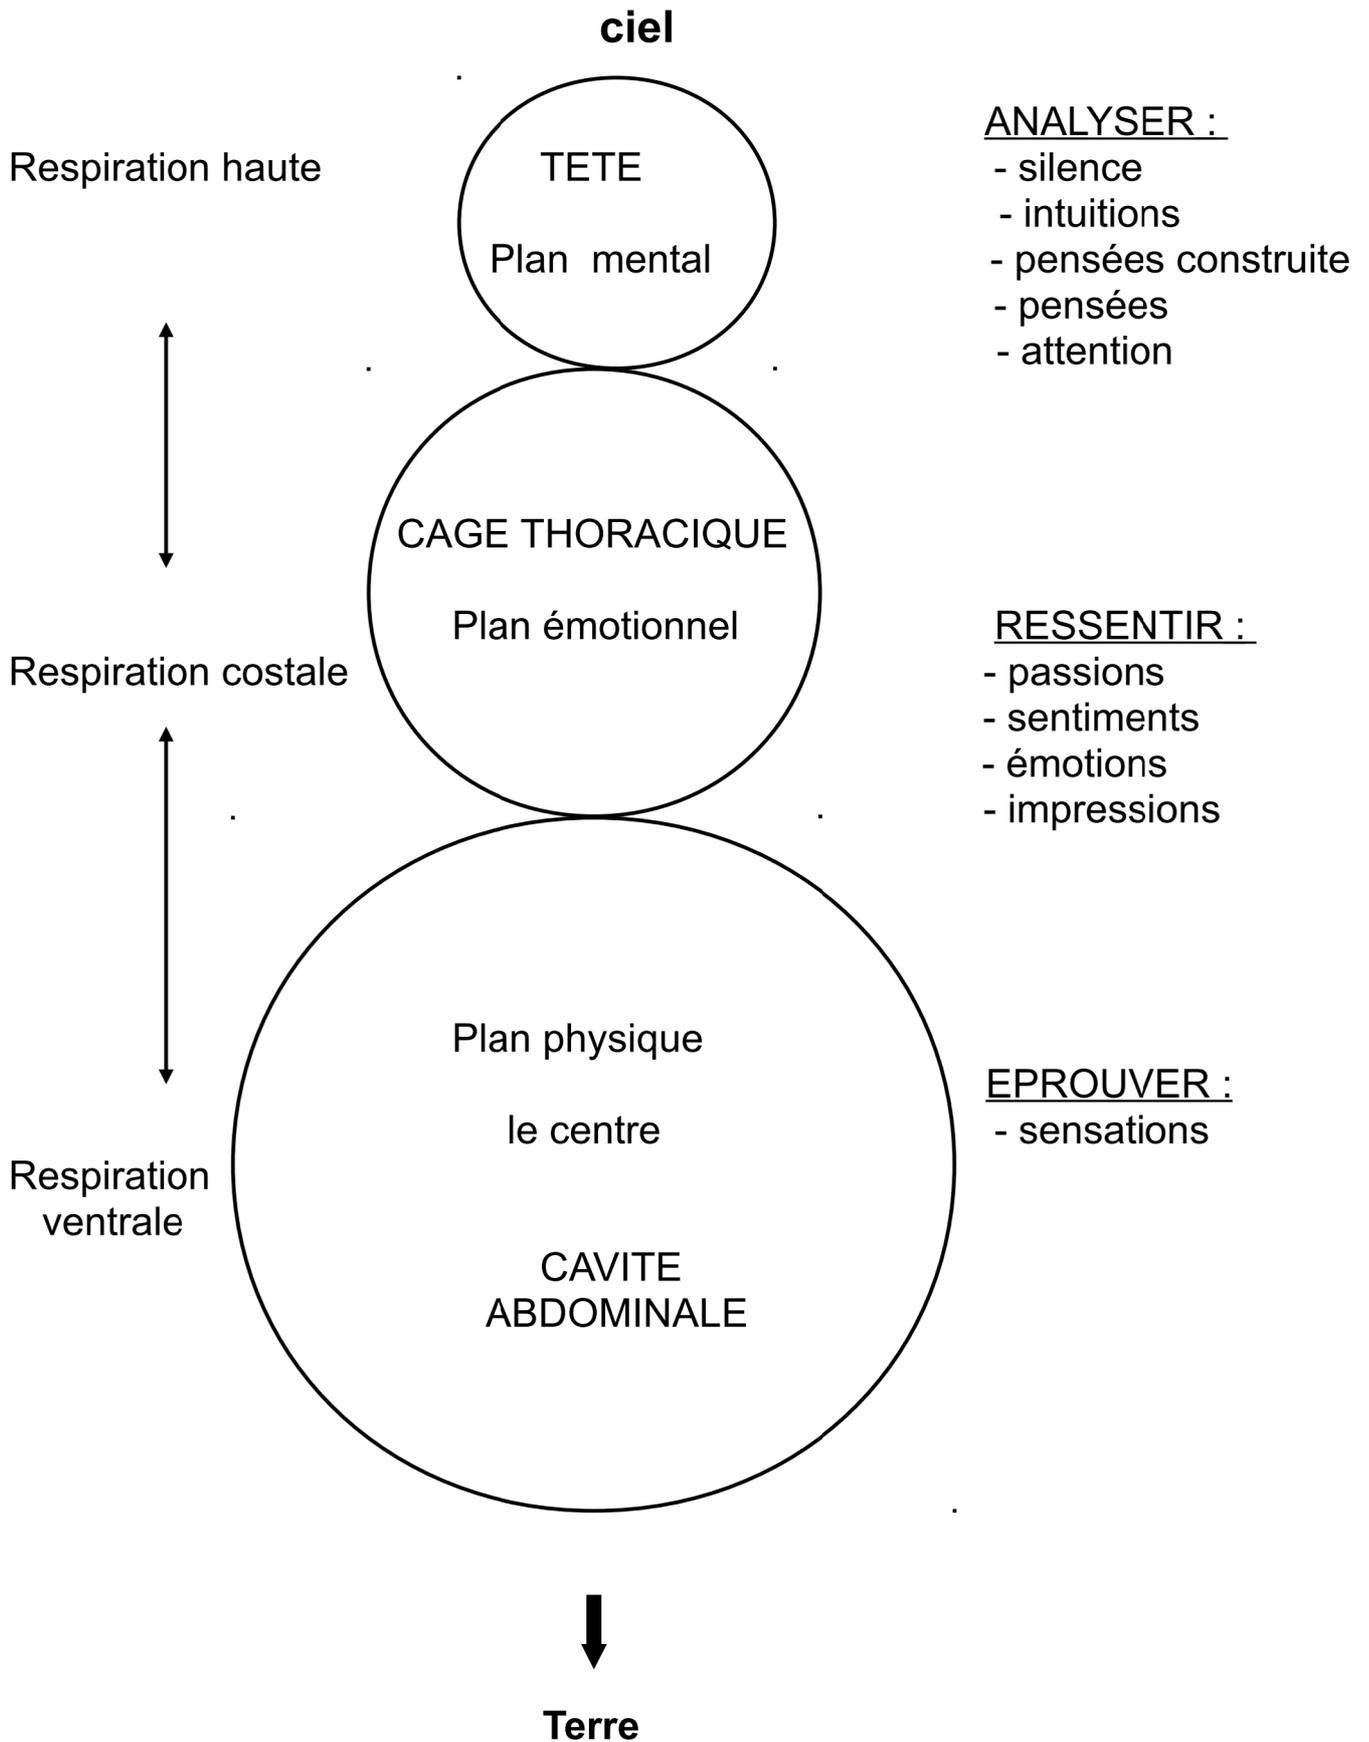 ciel
Respiration haute
TETE
Plan mental
ANALYSER :
- silence
- intuitions
- pensées construite
- pensées
- attention
CAGE THORACIQUE
Plan émotionnel
Respiration costale
RESSENTIR :
- passions
- sentiments
- émotions
- impressions
Plan physique
le centre
CAVITE
ABDOMINALE
Respiration
ventrale
EPROUVER :
- sensations
Terre